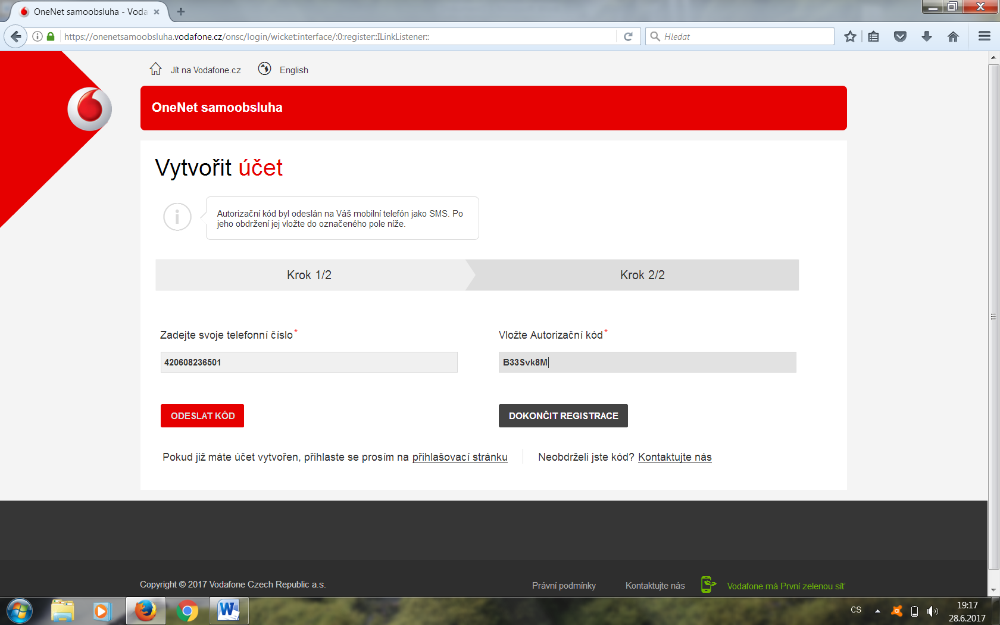 OneNet samoobsluha - Voda
https://onenetsamoobsluha.vodafone.cz/onsc/login/wicket:interface/:0:register::ILinkListener::
Hledat
Jít na Vodafone.cz
English
OneNet samoobsluha
Vytvořit účet
Autorizační kód byl odeslán na Váš mobilní telefón jako SMS. Po
jeho obdržení jej vložte do označeného pole níže.
Krok 1/2
Krok 2/2
Zadejte svoje telefonní číslo*
Vložte Autorizační kód*
420608236501
B33Svk8M
ODESLAT KÓD
DOKONČIT REGISTRACE
Pokud již máte účet vytvořen, přihlaste se prosím na přihlašovací stránku
Neobdrželi jste kód? Kontaktujte nás
Copyright © 2017 Vodafone Czech Republic a.s.
Právní podmínky
Kontaktujte nás
Vodafone má První zelenou síť
CS
19:17
28.6.2017